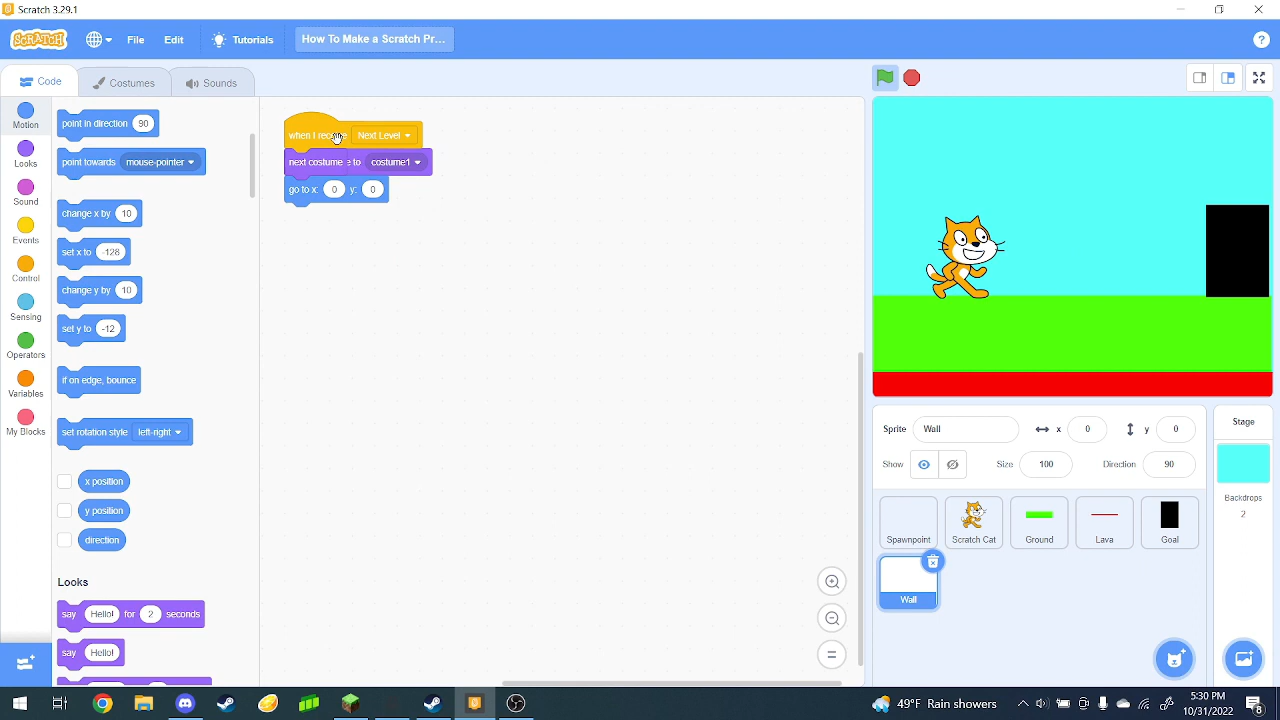 Scratch 3.29.1
SCRATCH File Edit Tutorials How To Make a Scratch Pr... ?
Code Costumes Sounds
Motion
Looks
Sound
Events
Control
Sensing
Operators
Variables
My Blocks
point in direction 90
point towards mouse-pointer
change x by 10
set x to -128
change y by 10
set y to -12
if on edge, bounce
set rotation style left-right
x position
y position
direction
Looks
say Hello! for 2 seconds
say Hello!
when I receive Next Level
next costume e to costume1
go to x: 0 y: 0
Sprite Wall x 0 y 0
Show Size 100 Direction 90
Spawnpoint Scratch Cat Ground Lava Goal
Wall
Stage
Backdrops
2
49°F Rain showers
5:30 PM
10/31/2022
8